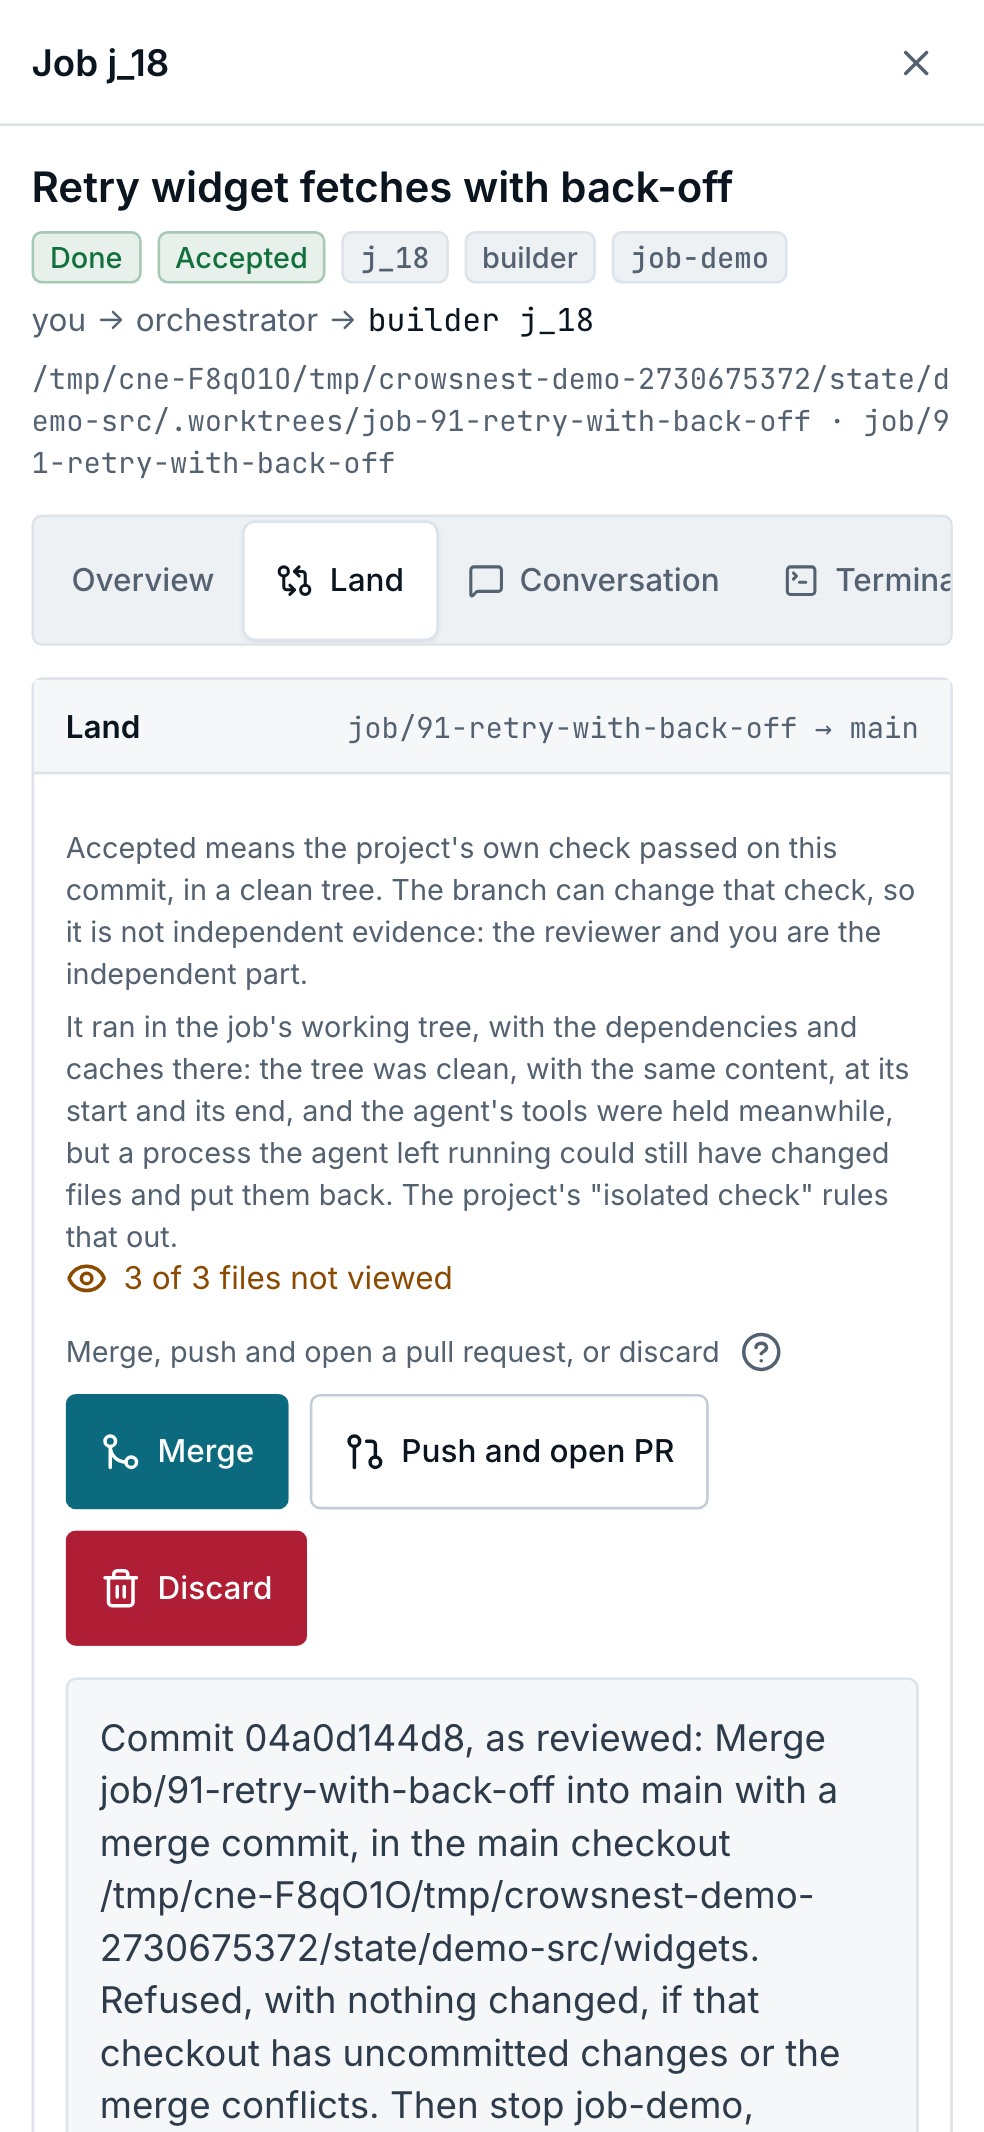 Job j_18
Retry widget fetches with back-off
Done Accepted j_18 builder job-demo
you → orchestrator → builder j_18
/tmp/cne-F8qO1O/tmp/crowsnest-demo-2730675372/state/d
emo-src/.worktrees/job-91-retry-with-back-off · job/9
1-retry-with-back-off
Overview Land Conversation Termina
Land job/91-retry-with-back-off → main
Accepted means the project's own check passed on this
commit, in a clean tree. The branch can change that check, so
it is not independent evidence: the reviewer and you are the
independent part.
It ran in the job's working tree, with the dependencies and
caches there: the tree was clean, with the same content, at its
start and its end, and the agent's tools were held meanwhile,
but a process the agent left running could still have changed
files and put them back. The project's "isolated check" rules
that out.
3 of 3 files not viewed
Merge, push and open a pull request, or discard
Merge Push and open PR
Discard
Commit 04a0d144d8, as reviewed: Merge
job/91-retry-with-back-off into main with a
merge commit, in the main checkout
/tmp/cne-F8qO1O/tmp/crowsnest-demo-
2730675372/state/demo-src/widgets.
Refused, with nothing changed, if that
checkout has uncommitted changes or the
merge conflicts. Then stop job-demo,